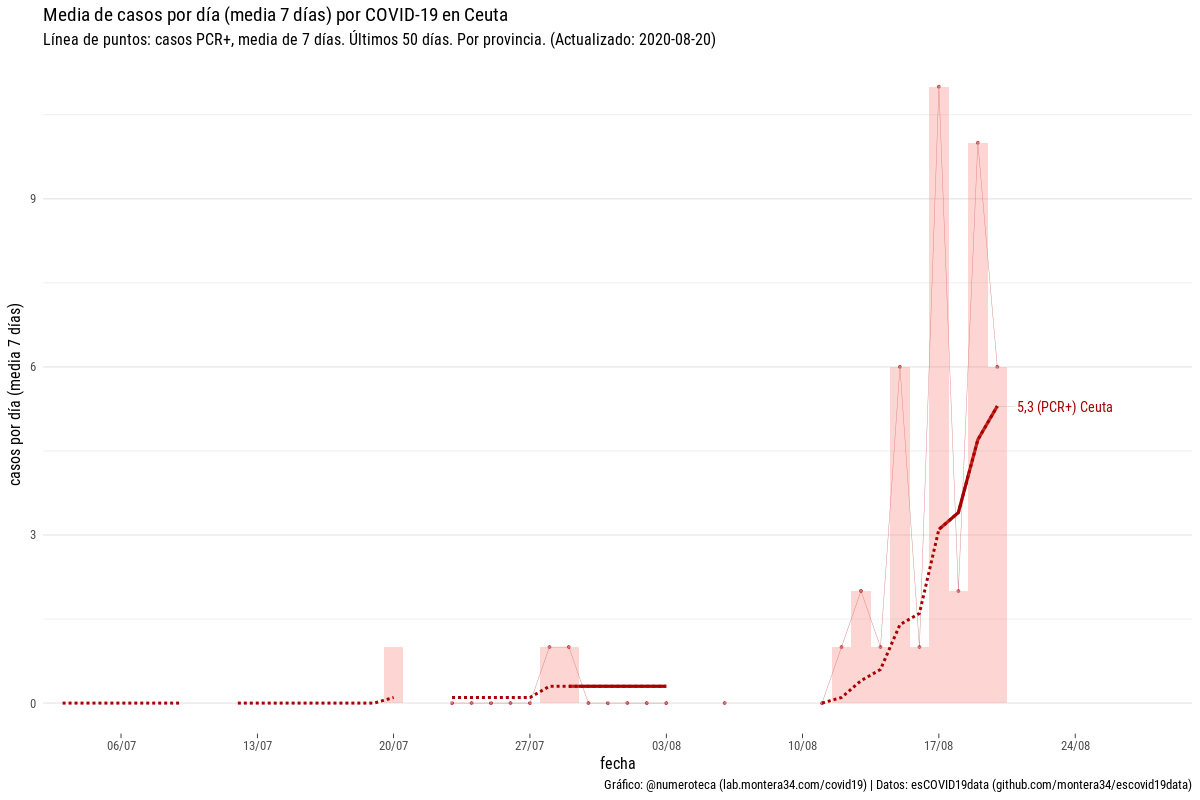 Media de casos por día (media 7 días) por COVID-19 en Ceuta
Línea de puntos: casos PCR+, media de 7 días. Últimos 50 días. Por provincia. (Actualizado: 2020-08-20)
casos por día (media 7 días)
9
6
3
0
5,3 (PCR+) Ceuta
06/07
13/07
20/07
27/07
03/08
10/08
17/08
24/08
fecha
Gráfico: @numeroteca (lab.montera34.com/covid19) | Datos: esCOVID19data (github.com/montera34/escovid19data)